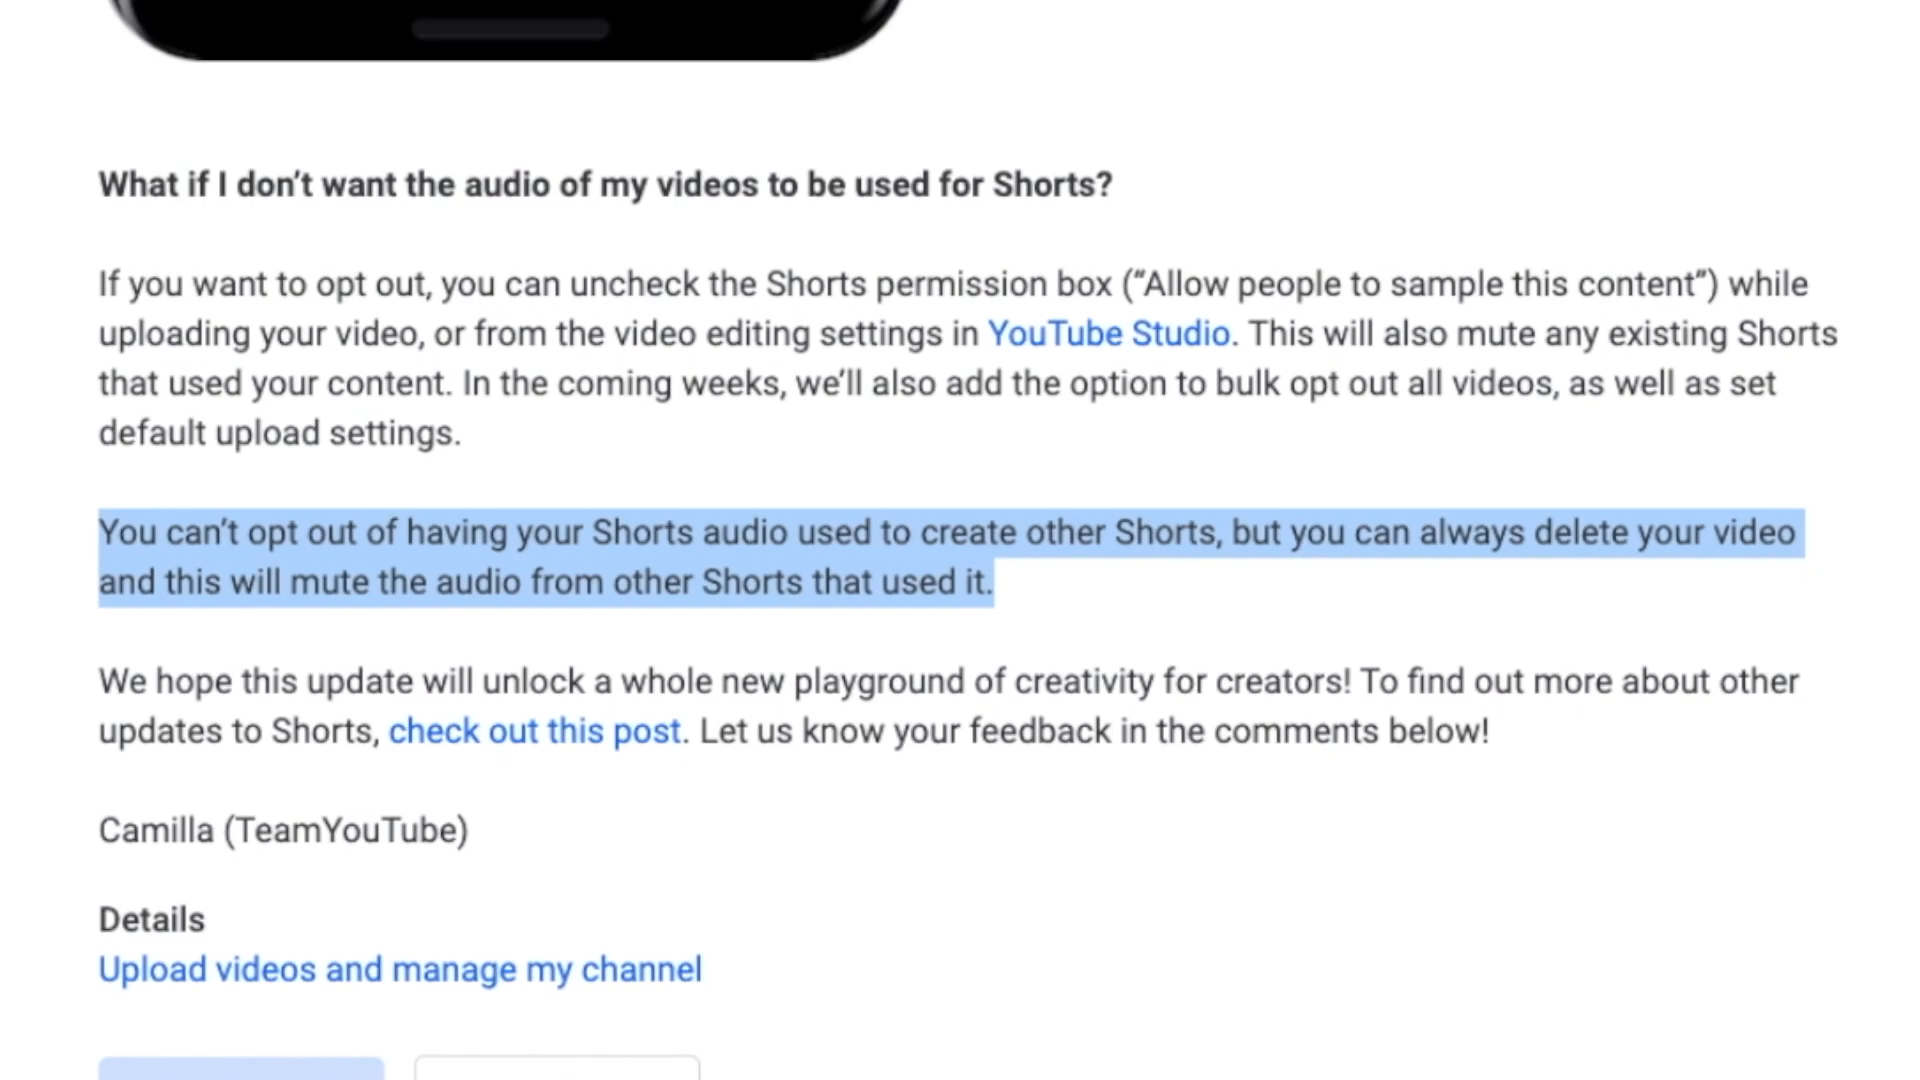 What if I don’t want the audio of my videos to be used for Shorts?
If you want to opt out, you can uncheck the Shorts permission box (“Allow people to sample this content”) while
uploading your video, or from the video editing settings in YouTube Studio. This will also mute any existing Shorts
that used your content. In the coming weeks, we’ll also add the option to bulk opt out all videos, as well as set
default upload settings.
You can’t opt out of having your Shorts audio used to create other Shorts, but you can always delete your video
and this will mute the audio from other Shorts that used it.
We hope this update will unlock a whole new playground of creativity for creators! To find out more about other
updates to Shorts, check out this post. Let us know your feedback in the comments below!
Camilla (TeamYouTube)
Details
Upload videos and manage my channel